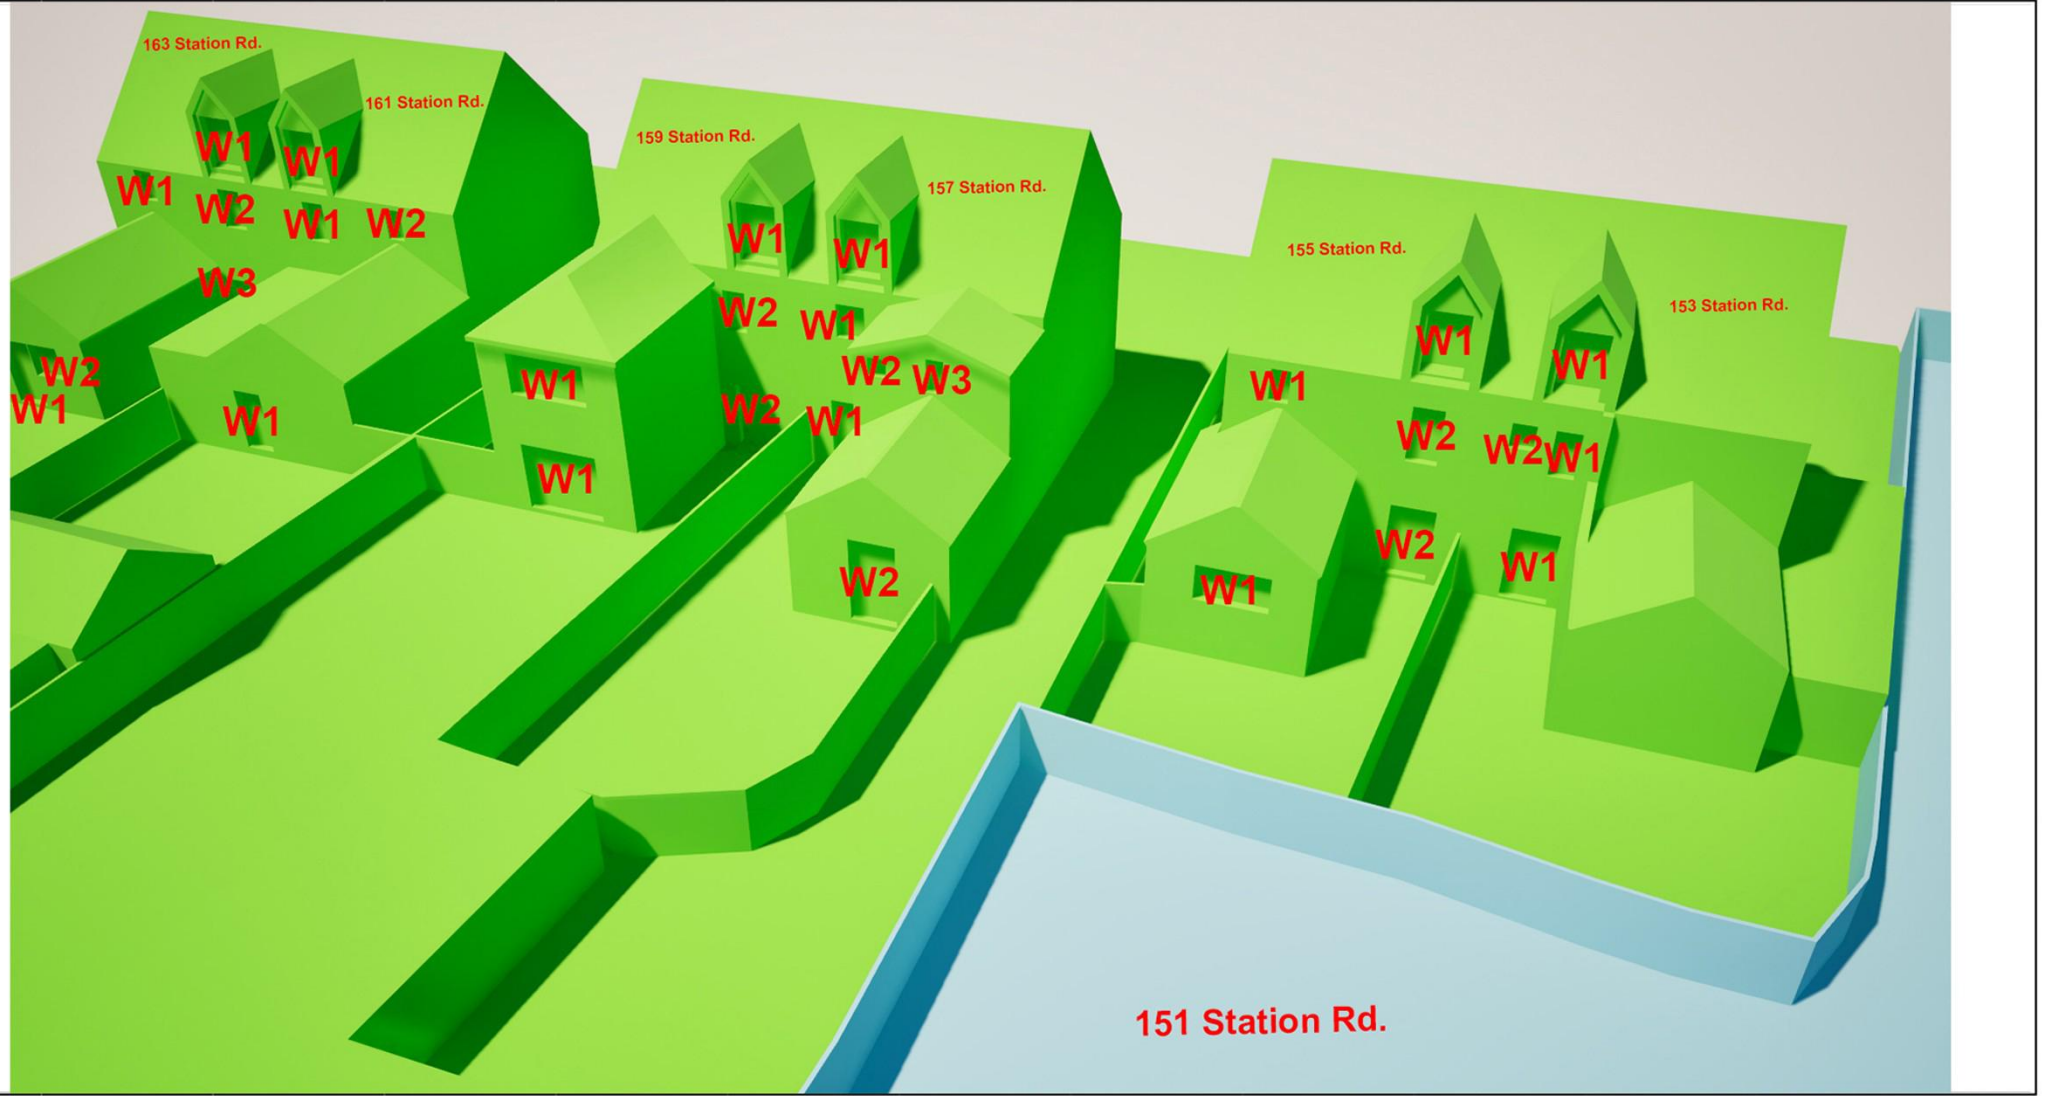 163 Station Rd.
161 Station Rd.
159 Station Rd.
157 Station Rd.
155 Station Rd.
153 Station Rd.
W1 W1
W1 W2 W1 W2
W3
W2
W1
W1
W1
W1
W1 W1
W2 W1
W2 W3
W2 W1
W2
W1 W1
W1
W2 W2 W1
W2 W1
W1
151 Station Rd.